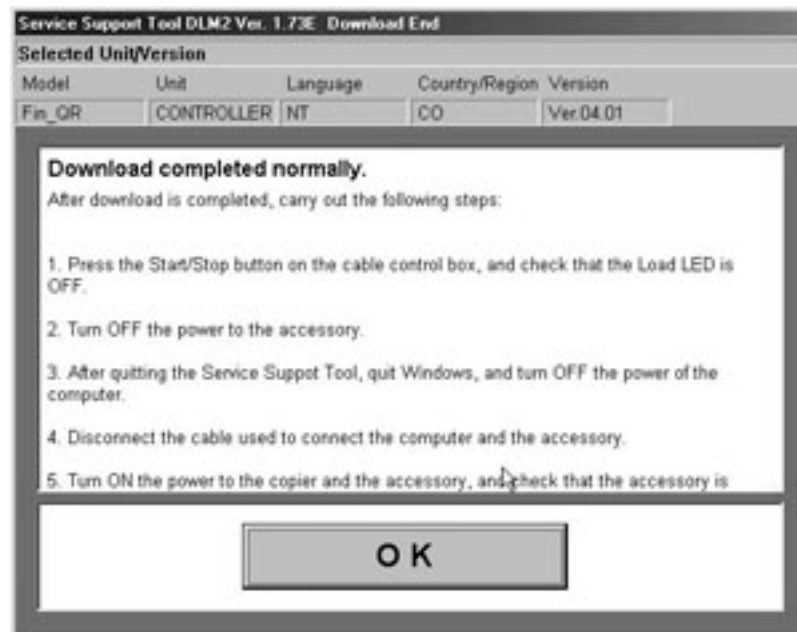 Service Support Tool DLM2 Ver. 1.73E Download End
Selected Unit/Version
Model Unit Language Country/Region Version
Fin_QR CONTROLLER NT CO Ver.04.01
Download completed normally.
After download is completed, carry out the following steps:
1. Press the Start/Stop button on the cable control box, and check that the Load LED is
OFF.
2. Turn OFF the power to the accessory.
3. After quitting the Service Suppot Tool, quit Windows, and turn OFF the power of the
computer.
4. Disconnect the cable used to connect the computer and the accessory.
5. Turn ON the power to the copier and the accessory, and check that the accessory is
O K